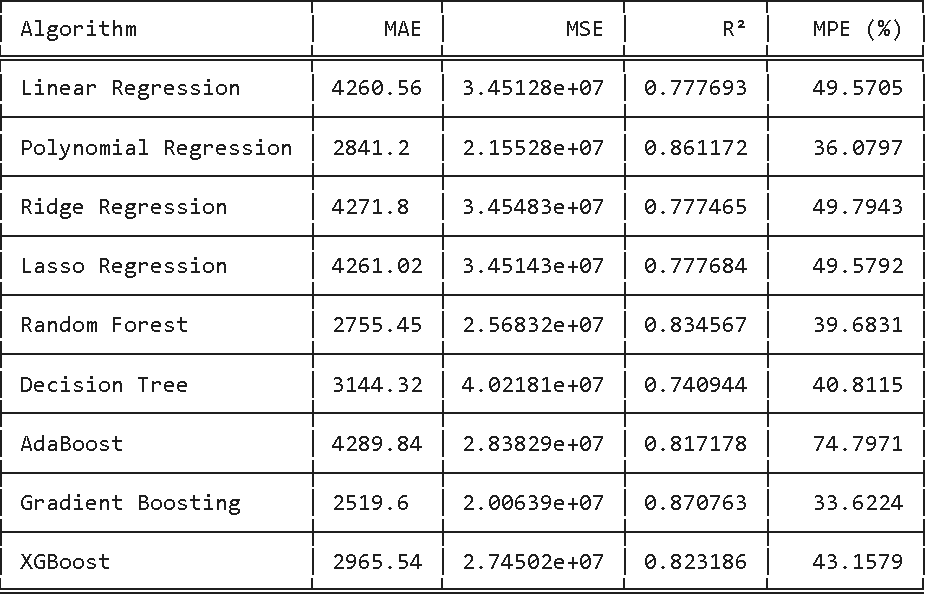 Algorithm MAE MSE R² MPE (%)
Linear Regression 4260.56 3.45128e+07 0.777693 49.5705
Polynomial Regression 2841.2 2.15528e+07 0.861172 36.0797
Ridge Regression 4271.8 3.45483e+07 0.777465 49.7943
Lasso Regression 4261.02 3.45143e+07 0.777684 49.5792
Random Forest 2755.45 2.56832e+07 0.834567 39.6831
Decision Tree 3144.32 4.02181e+07 0.740944 40.8115
AdaBoost 4289.84 2.83829e+07 0.817178 74.7971
Gradient Boosting 2519.6 2.00639e+07 0.870763 33.6224
XGBoost 2965.54 2.74502e+07 0.823186 43.1579